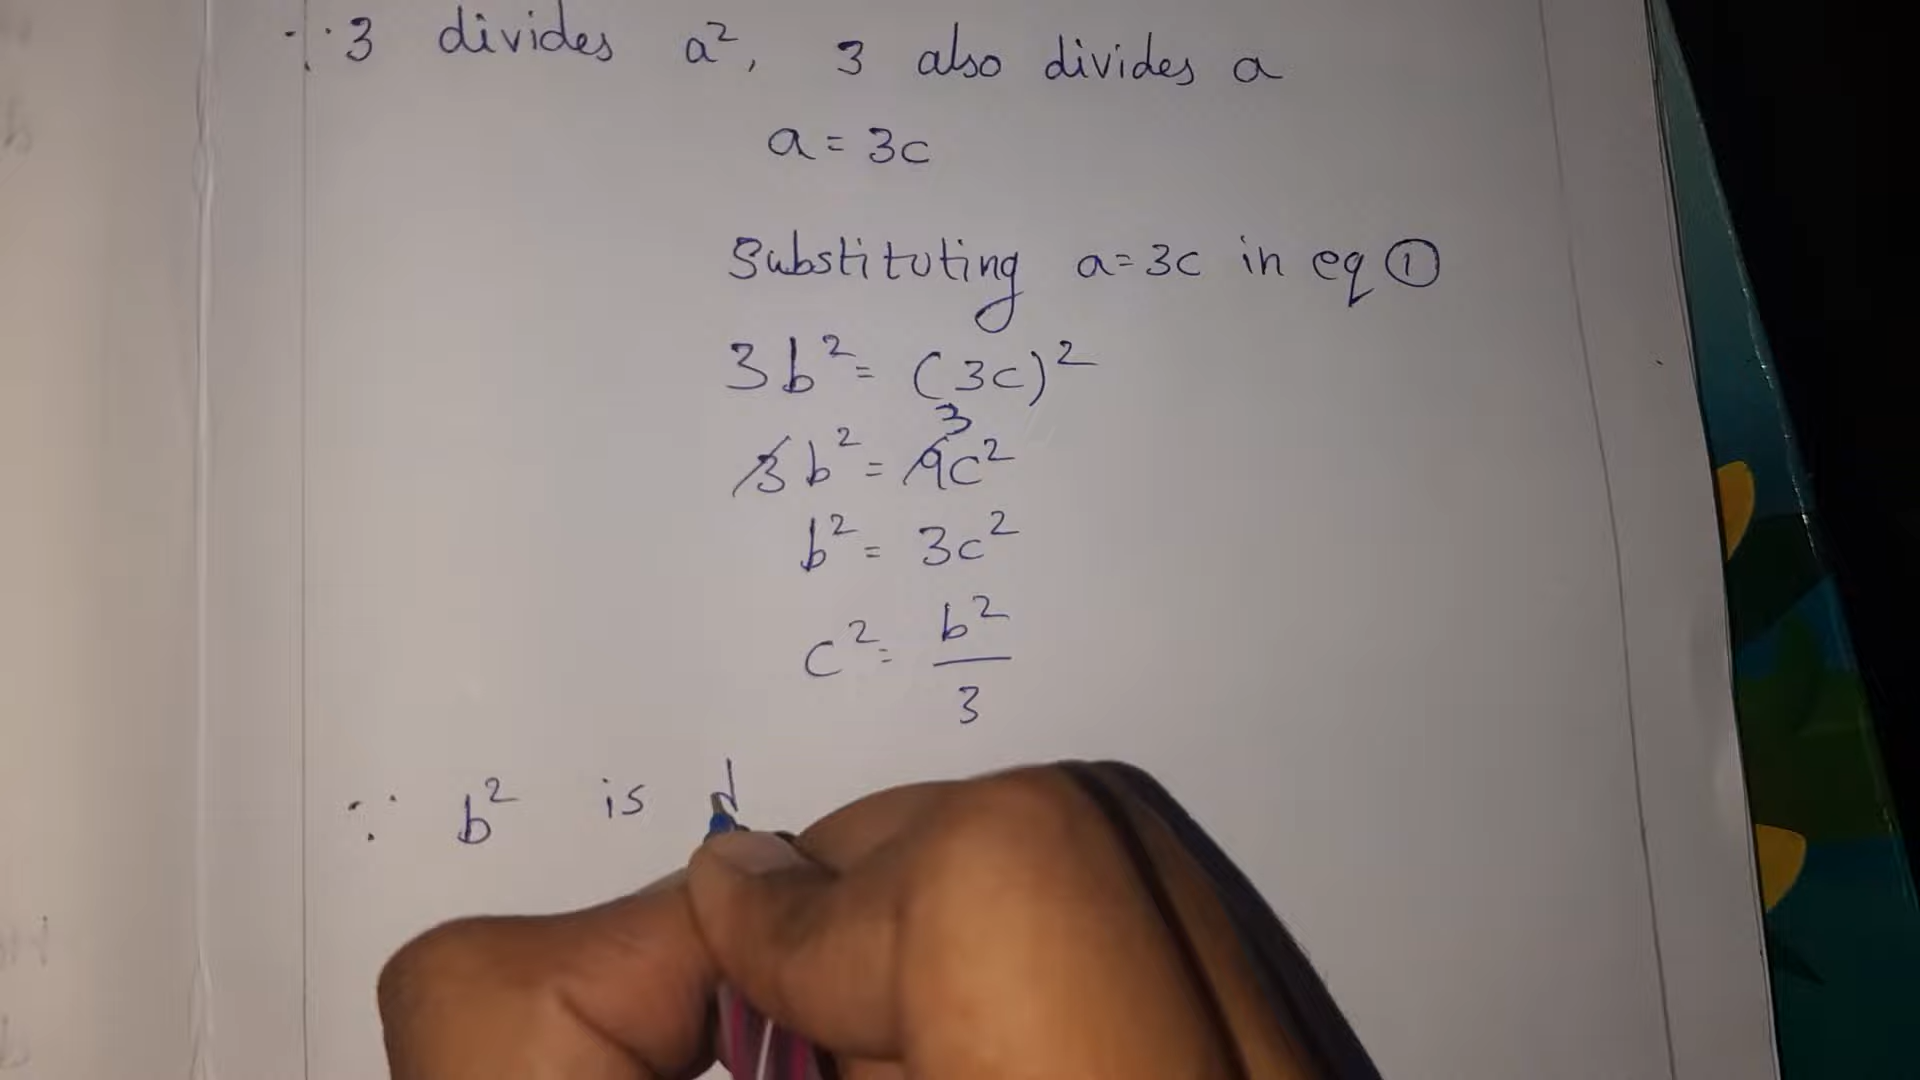 ∵ 3 divides a², 3 also divides a
a = 3c
Substituting a = 3c in eq ①
3b² = (3c)²
3b² = 9c² 3
b² = 3c²
c² = b²/3
∵ b² is d